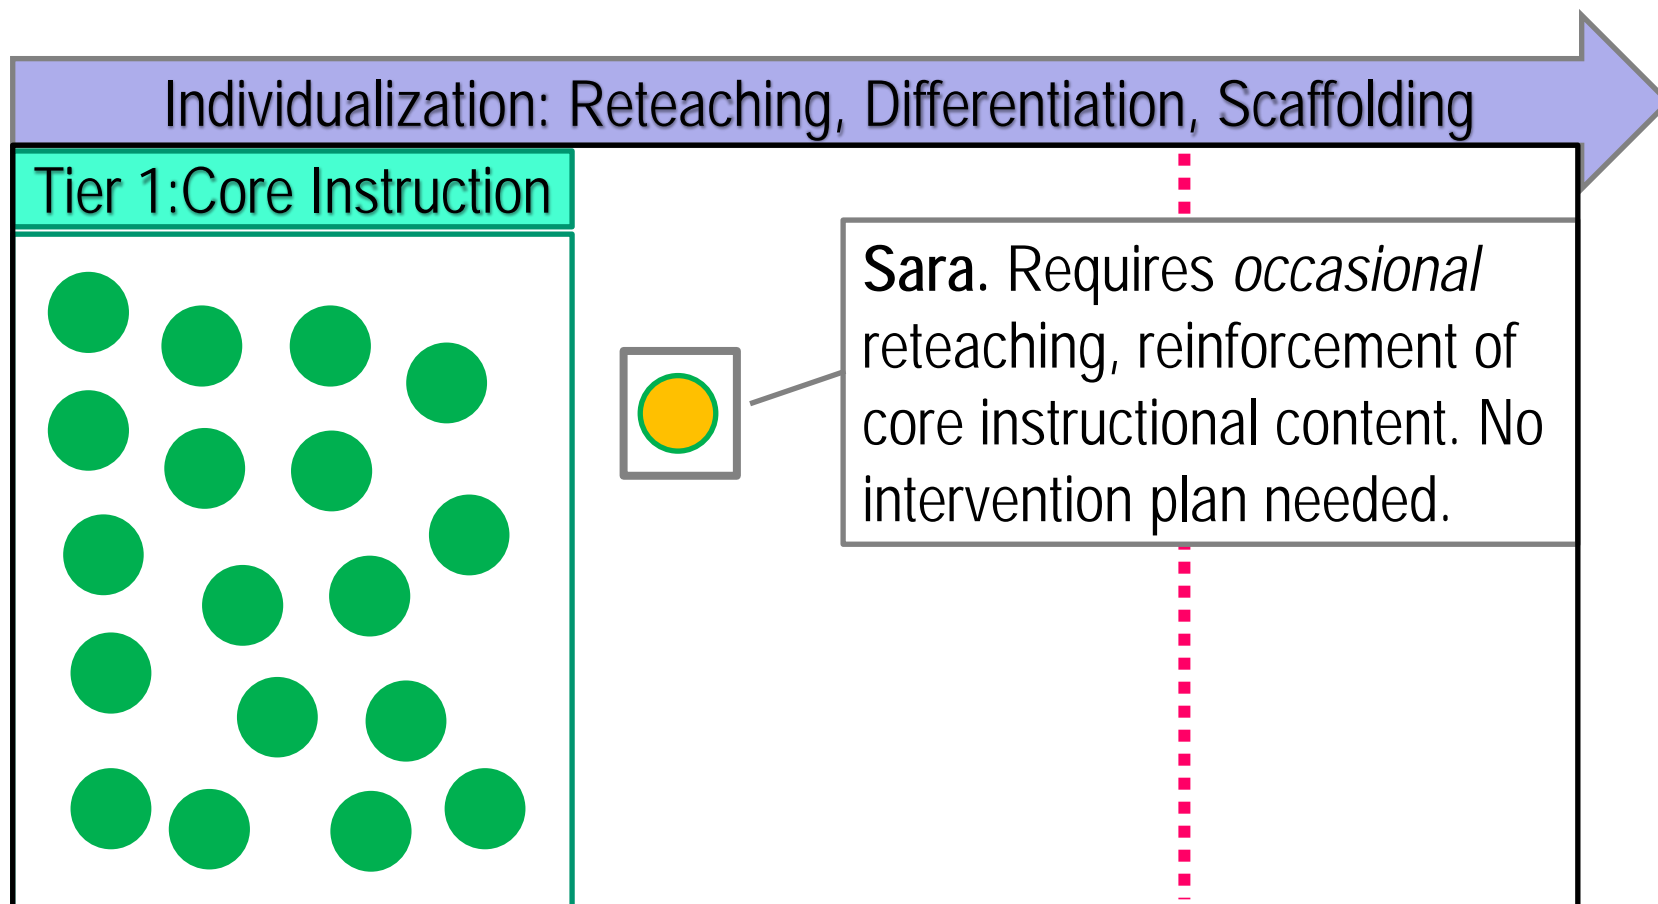 Individualization: Reteaching, Differentiation, Scaffolding
Tier 1:Core Instruction
Sara. Requires occasional
reteaching, reinforcement of
core instructional content. No
intervention plan needed.